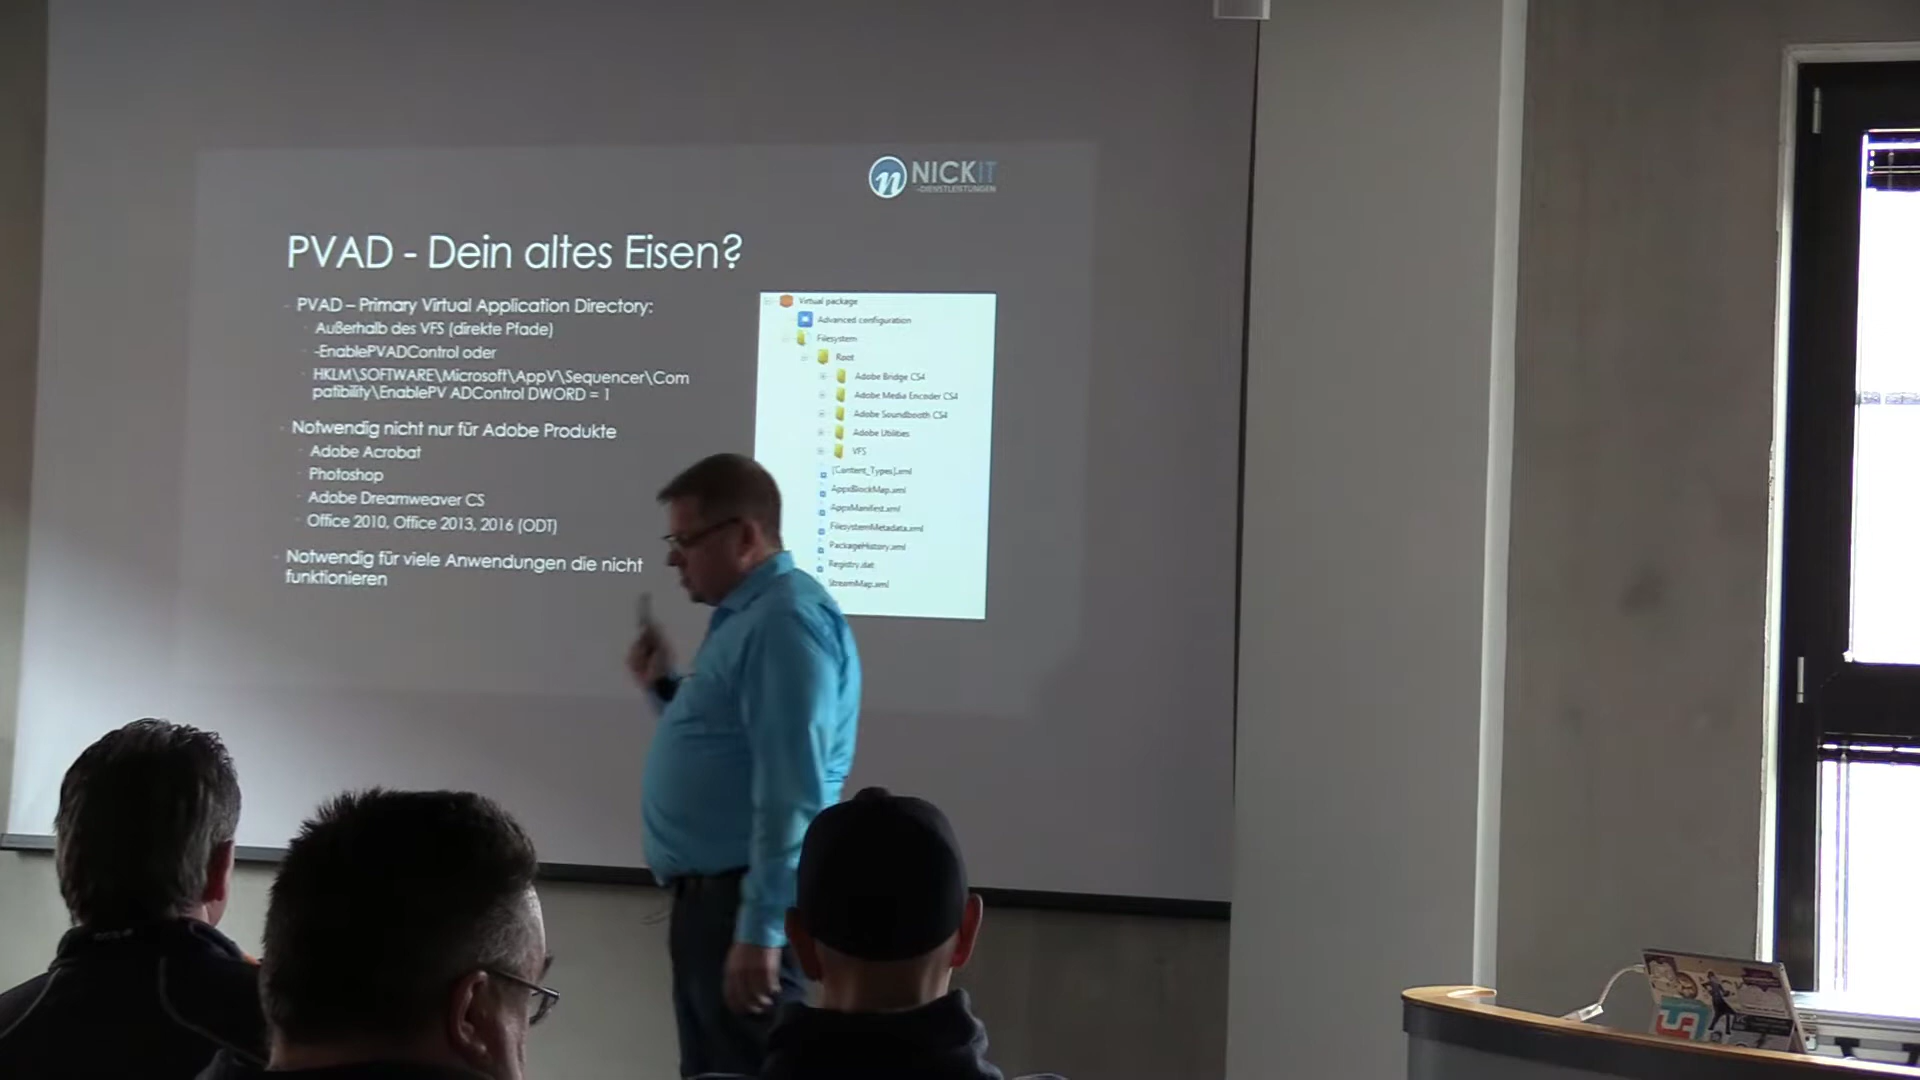 NICKIT
-DIENSTLEISTUNGEN
PVAD - Dein altes Eisen?
PVAD – Primary Virtual Application Directory:
Außerhalb des VFS (direkte Pfade)
-EnablePVADControl oder
HKLM\SOFTWARE\Microsoft\AppV\Sequencer\Com
patibility\EnablePV ADControl DWORD = 1
Notwendig nicht nur für Adobe Produkte
Adobe Acrobat
Photoshop
Adobe Dreamweaver CS
Office 2010, Office 2013, 2016 (ODT)
Notwendig für viele Anwendungen die nicht
funktionieren
Virtual package
Advanced configuration
Filesystem
Root
Adobe Bridge CS4
Adobe Media Encoder CS4
Adobe Soundbooth CS4
Adobe Utilities
VFS
[Content_Types].xml
AppxBlockMap.xml
AppxManifest.xml
FilesystemMetadata.xml
PackageHistory.xml
Registry.dat
StreamMap.xml